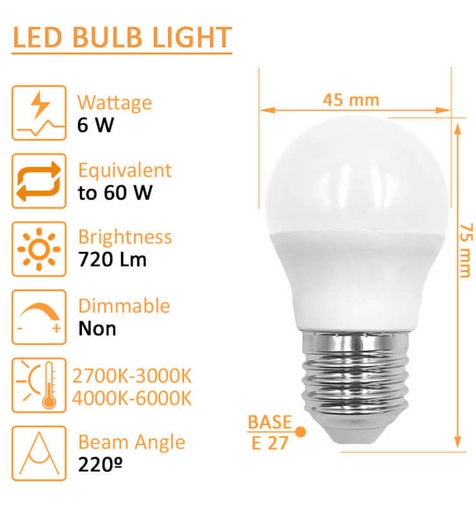 LED BULB LIGHT
Wattage
6 W
Equivalent
to 60 W
Brightness
720 Lm
Dimmable
- +
Non
2700K-3000K
4000K-6000K
Beam Angle
220º
45 mm
75 mm
BASE
E 27